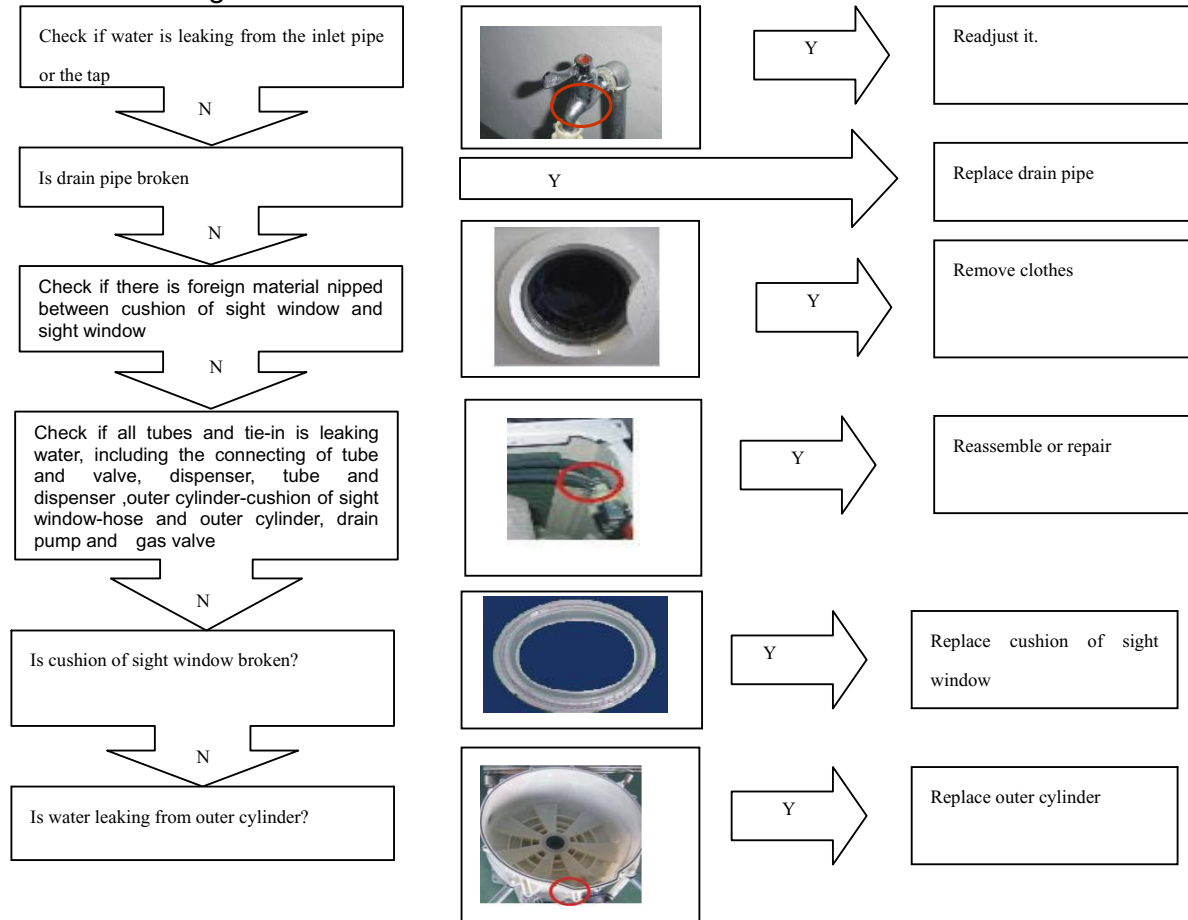 Check if water is leaking from the inlet pipe
or the tap
Y
Readjust it.
N
Is drain pipe broken
Y
Replace drain pipe
N
Check if there is foreign material nipped
between cushion of sight window and
sight window
Y
Remove clothes
N
Check if all tubes and tie-in is leaking
water, including the connecting of tube
and valve, dispenser, tube and
dispenser ,outer cylinder-cushion of sight
window-hose and outer cylinder, drain
pump and gas valve
Y
Reassemble or repair
N
Is cushion of sight window broken?
Y
Replace cushion of sight
window
N
Is water leaking from outer cylinder?
Y
Replace outer cylinder